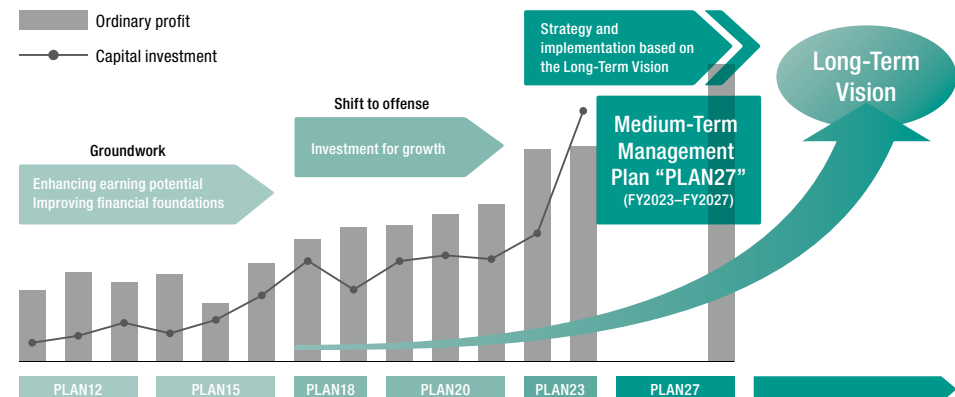 Ordinary profit
Capital investment
Groundwork
Enhancing earning potential
Improving financial foundations
Shift to offense
Investment for growth
Strategy and
implementation based on
the Long-Term Vision
Medium-Term
Management
Plan “PLAN27”
(FY2023–FY2027)
Long-Term
Vision
PLAN12
PLAN15
PLAN18
PLAN20
PLAN23
PLAN27